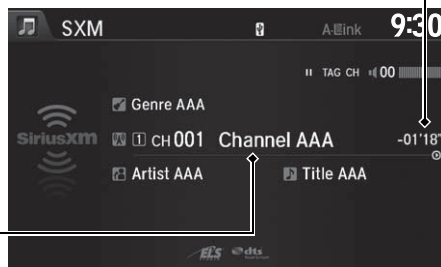 SXM A-Link 9:30
TAG CH 00
Genre AAA
SiriusXM 1 CH 001 Channel AAA -01'18"
Artist AAA Title AAA
ELS dts